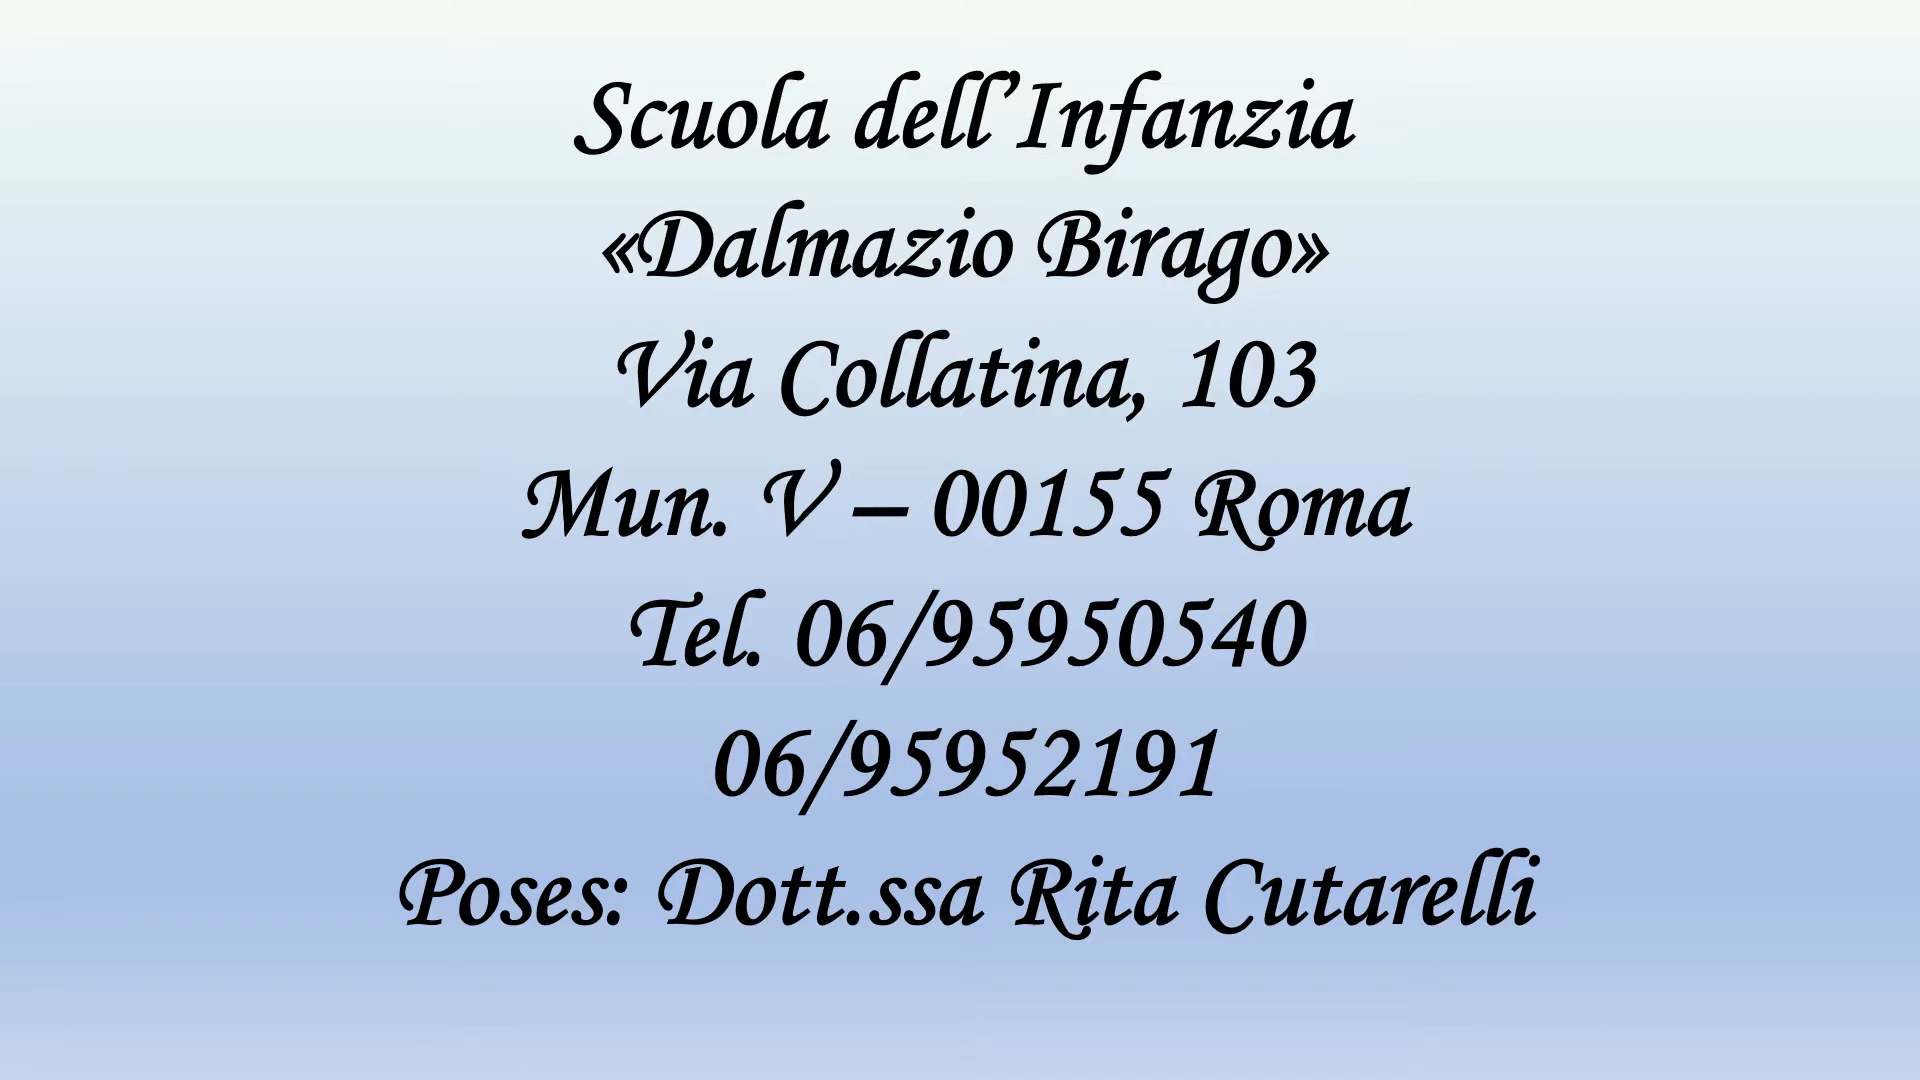 Scuola dell’Infanzia
«Dalmazio Birago»
Via Collatina, 103
Mun. V – 00155 Roma
Tel. 06/95950540
06/95952191
Poses: Dott.ssa Rita Cutarelli